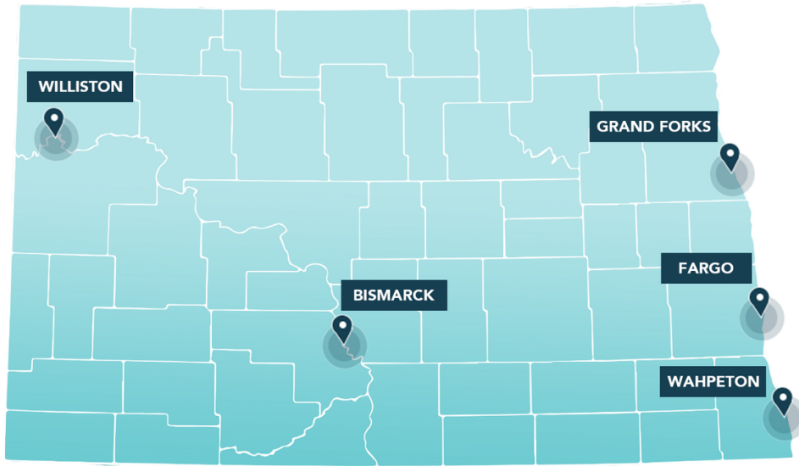 WILLISTON
GRAND FORKS
FARGO
BISMARCK
WAHPETON